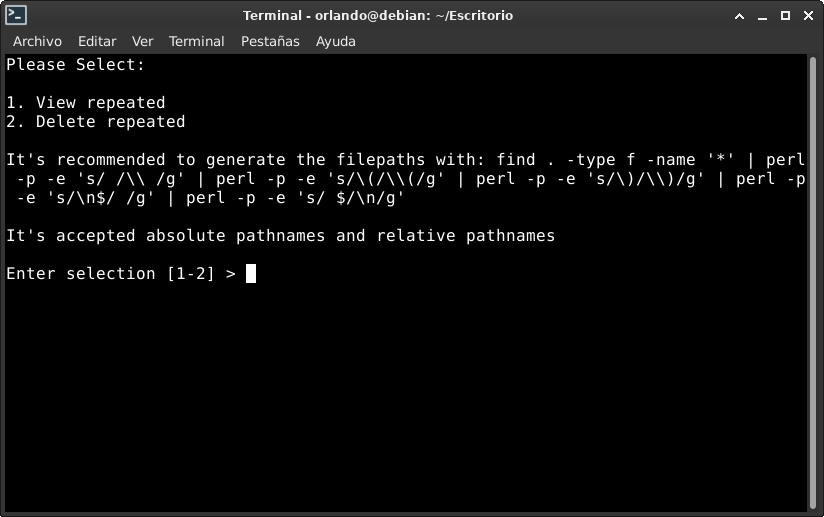 Terminal - orlando@debian: ~/Escritorio
Archivo Editar Ver Terminal Pestañas Ayuda
Please Select:
1. View repeated
2. Delete repeated
It's recommended to generate the filepaths with: find . -type f -name '*' | perl
-p -e 's/ /\\ /g' | perl -p -e 's/\(/\\(/g' | perl -p -e 's/\)/\\)/g' | perl -p
-e 's/\n$/ /g' | perl -p -e 's/ $/\n/g'
It's accepted absolute pathnames and relative pathnames
Enter selection [1-2] >